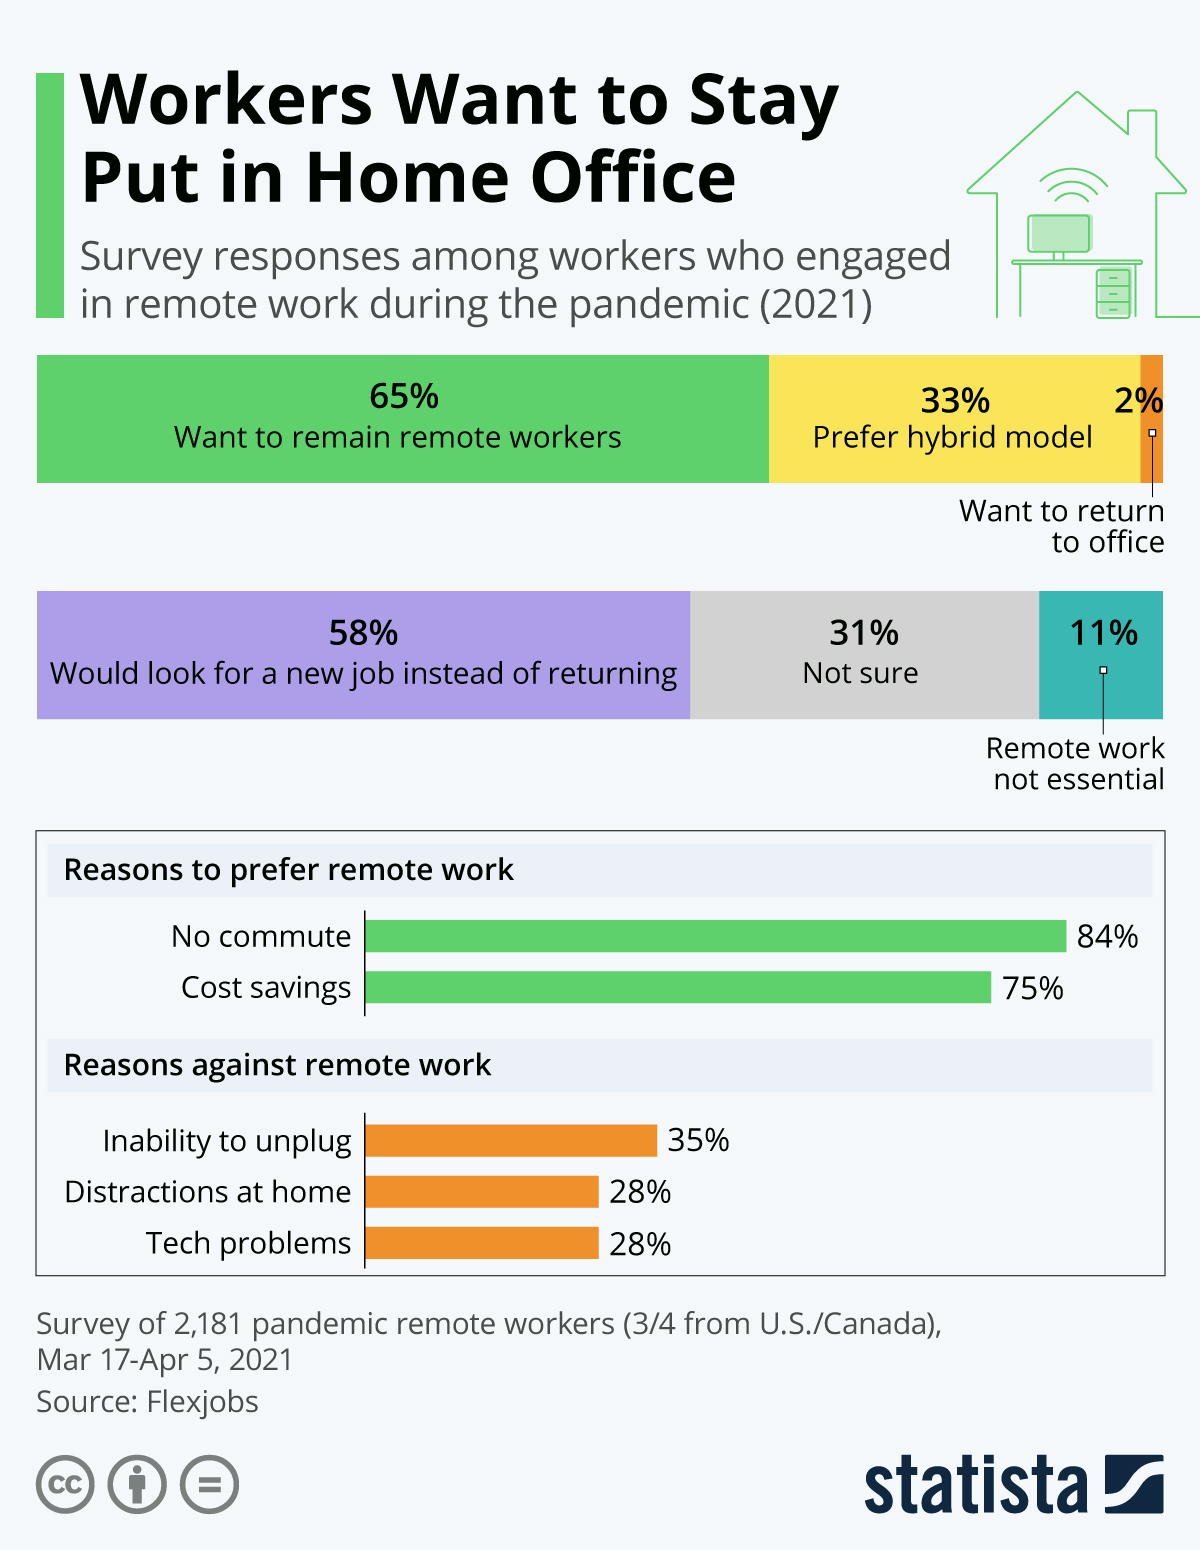 Workers Want to Stay
Put in Home Office
Survey responses among workers who engaged
in remote work during the pandemic (2021)
65%
Want to remain remote workers
33%
Prefer hybrid model
2%
Want to return
to office
58%
Would look for a new job instead of returning
31%
Not sure
11%
Remote work
not essential
Reasons to prefer remote work
No commute 84%
Cost savings 75%
Reasons against remote work
Inability to unplug 35%
Distractions at home 28%
Tech problems 28%
Survey of 2,181 pandemic remote workers (3/4 from U.S./Canada),
Mar 17-Apr 5, 2021
Source: Flexjobs
cc
statista